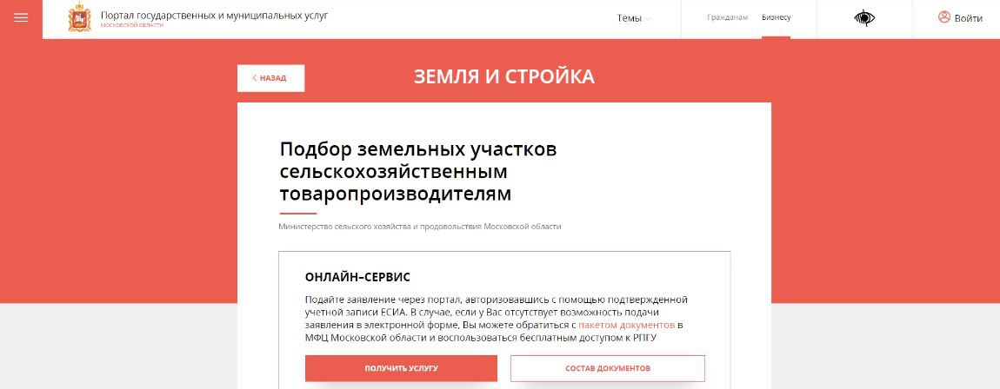 Портал государственных и муниципальных услуг
МОСКОВСКОЙ ОБЛАСТИ
Темы
Гражданам
Бизнесу
Войти
НАЗАД
ЗЕМЛЯ И СТРОЙКА
Подбор земельных участков
сельскохозяйственным
товаропроизводителям
Министерство сельского хозяйства и продовольствия Московской области
ОНЛАЙН–СЕРВИС
Подайте заявление через портал, авторизовавшись с помощью подтвержденной
учетной записи ЕСИА. В случае, если у Вас отсутствует возможность подачи
заявления в электронной форме, Вы можете обратиться с пакетом документов в
МФЦ Московской области и воспользоваться бесплатным доступом к РПГУ
ПОЛУЧИТЬ УСЛУГУ
СОСТАВ ДОКУМЕНТОВ